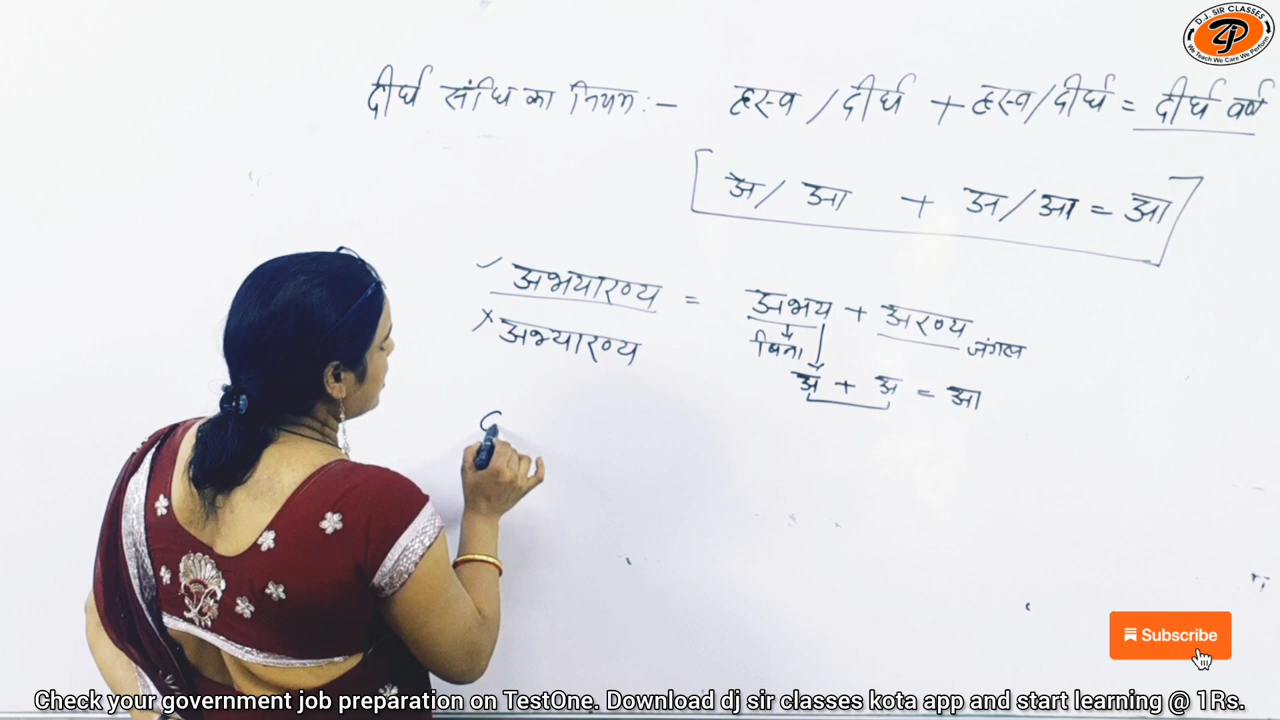 D.J. SIR CLASSES
We Teach We Care We Perform
दीर्घ संधि का नियम :- ह्रस्व / दीर्घ + ह्रस्व / दीर्घ = दीर्घ वर्ण
अ / आ + अ / आ = आ
✓ अभयारण्य = अभय + अरण्य
बिना जंगल
× अभ्यारण्य
अ + अ = आ
Subscribe
Check your government job preparation on TestOne. Download dj sir classes kota app and start learning @ 1Rs.